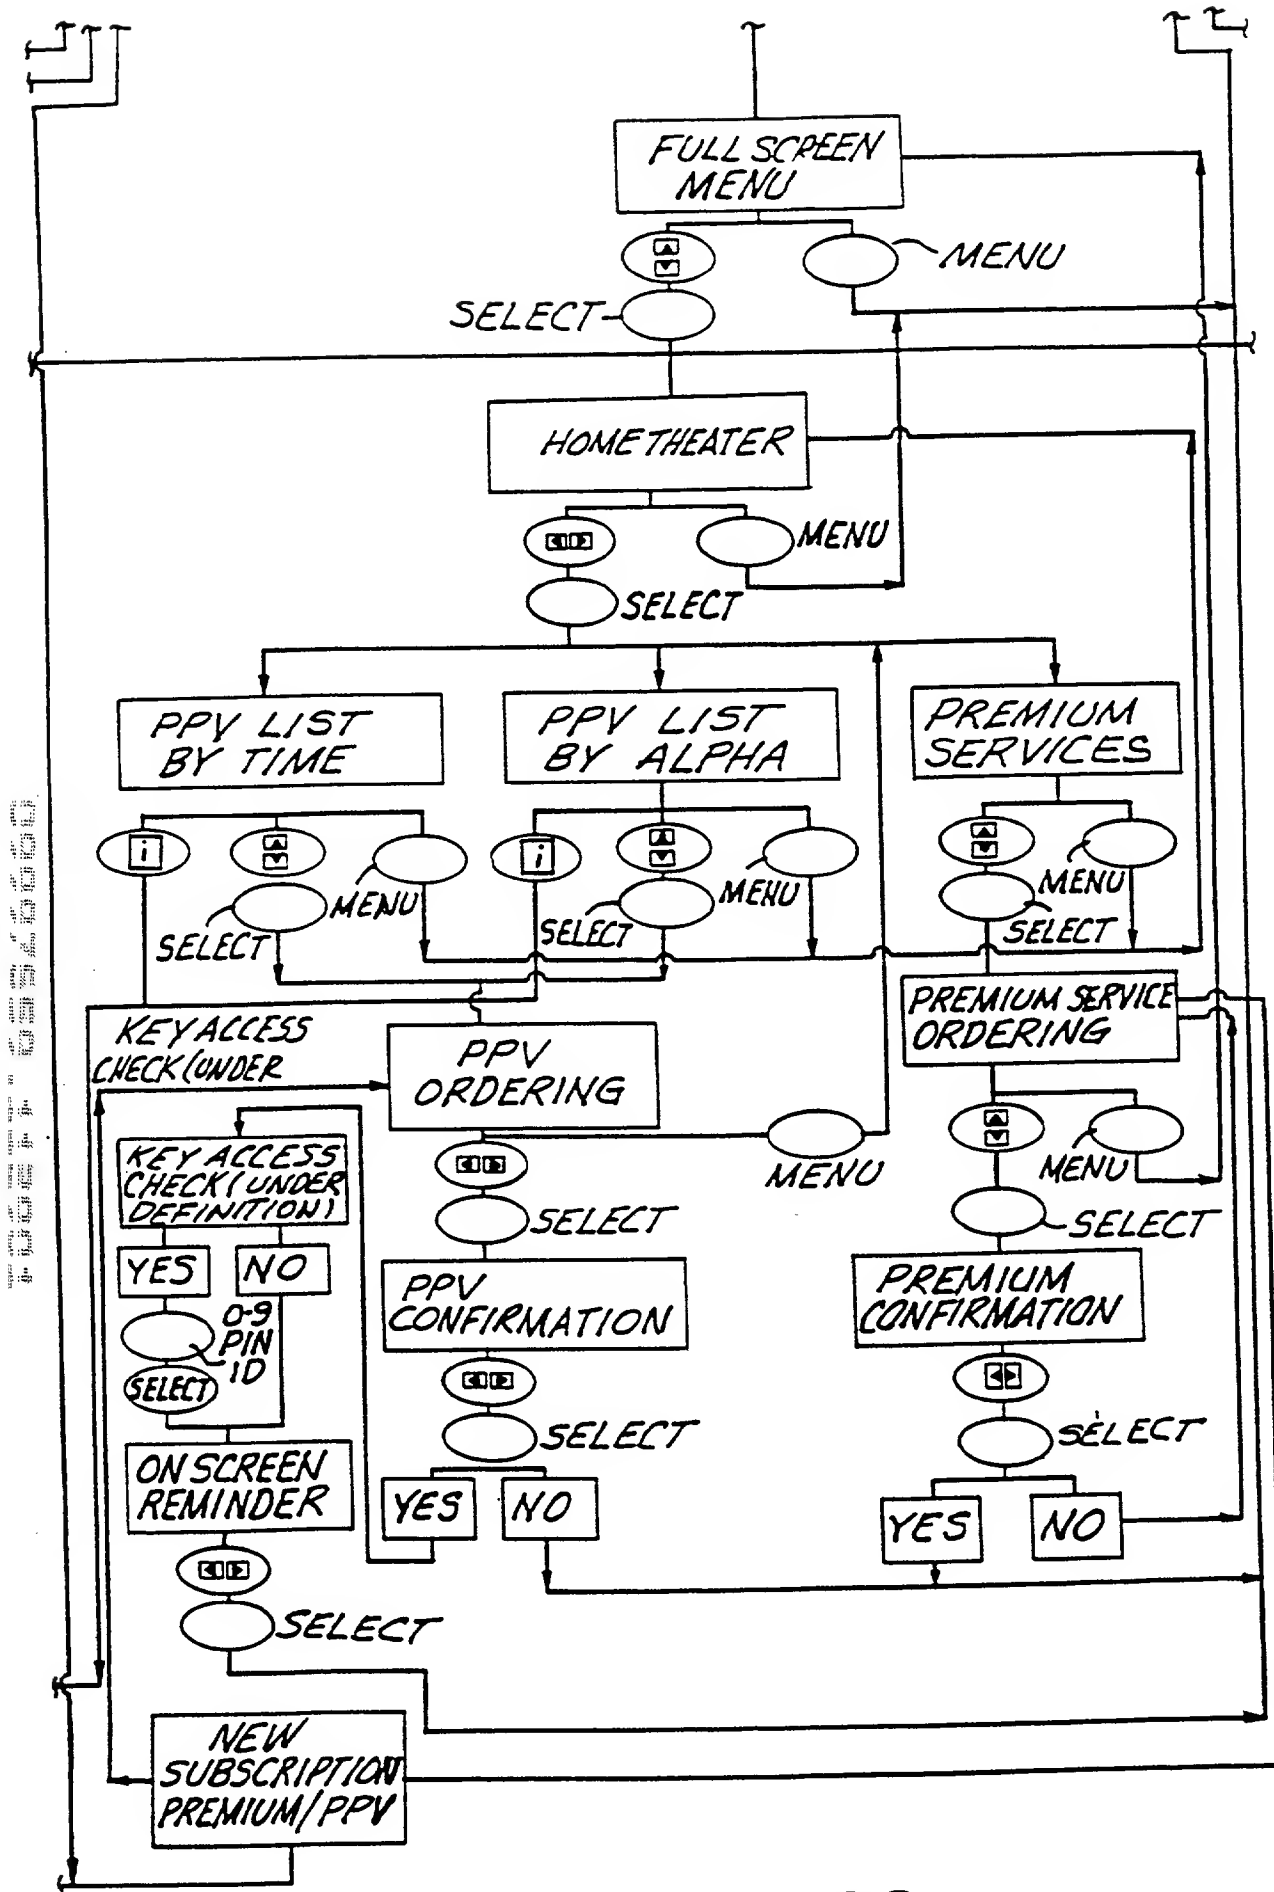 FULL SCREEN
MENU
MENU
SELECT
HOME THEATER
MENU
SELECT
PPV LIST
BY TIME
PPV LIST
BY ALPHA
PREMIUM
SERVICES
i
SELECT
MENU
i
SELECT
MENU
MENU
SELECT
KEY ACCESS
CHECK (UNDER
PPV
ORDERING
PREMIUM SERVICE
ORDERING
MENU
MENU
SELECT
SELECT
KEY ACCESS
CHECK (UNDER
DEFINITION)
YES
NO
0-9
PIN
ID
SELECT
PPV
CONFIRMATION
SELECT
PREMIUM
CONFIRMATION
SELECT
ON SCREEN
REMINDER
YES
NO
YES
NO
SELECT
NEW
SUBSCRIPTION
PREMIUM/PPV